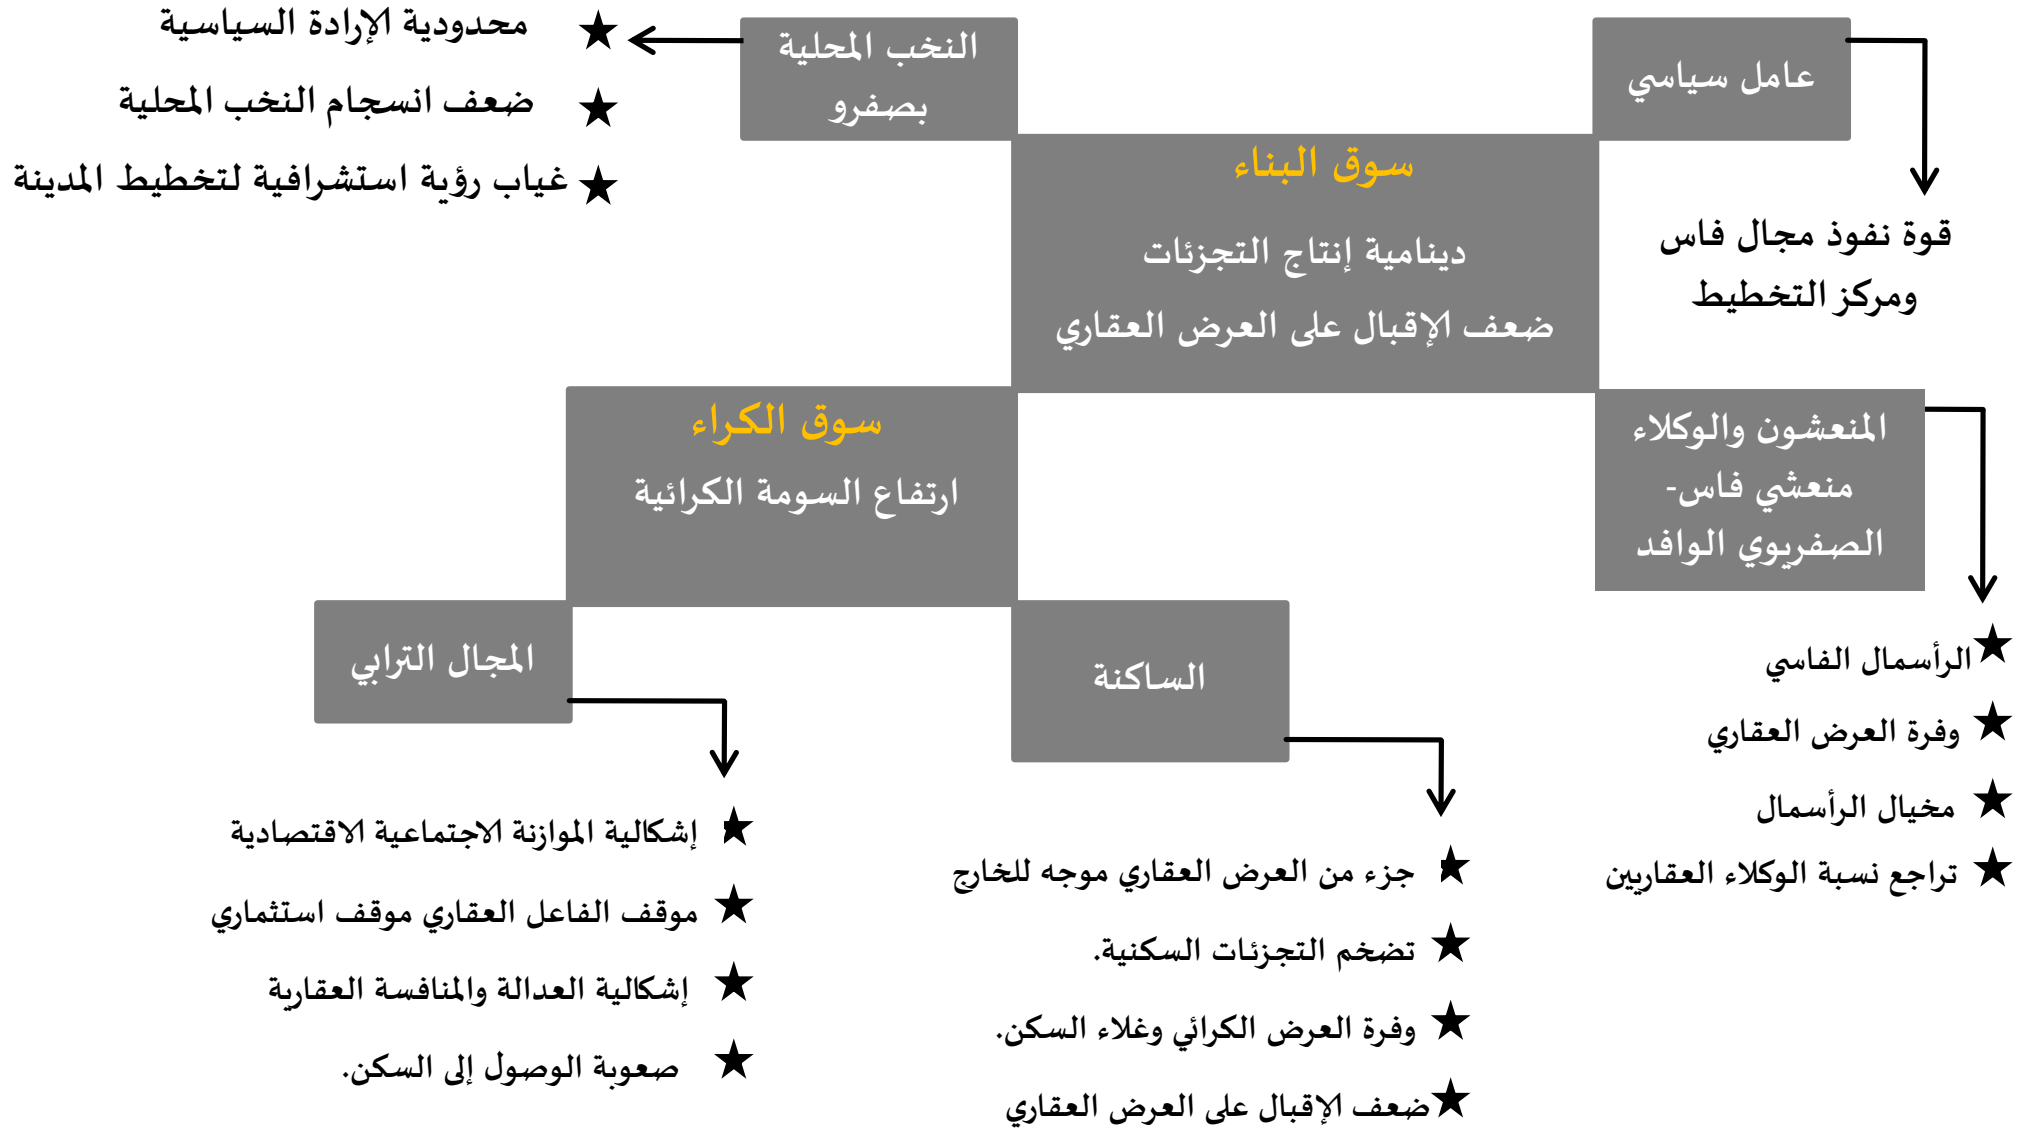 عامل سياسي
قوة نفوذ مجال فاس
ومركز التخطيط
النخب المحلية
بصفرو
محدودية الإرادة السياسية
ضعف انسجام النخب المحلية
غياب رؤية استشرافية لتخطيط المدينة
سوق البناء
دينامية إنتاج التجزئات
ضعف الإقبال على العرض العقاري
المنعشون والوكلاء
منعشي فاس-
الصفريوي الوافد
الرأسمال الفاسي
وفرة العرض العقاري
مخيال الرأسمال
تراجع نسبة الوكلاء العقاريين
سوق الكراء
ارتفاع السومة الكرائية
الساكنة
جزء من العرض العقاري موجه للخارج
تضخم التجزئات السكنية.
وفرة العرض الكرائي وغلاء السكن.
ضعف الإقبال على العرض العقاري
المجال الترابي
إشكالية الموازنة الاجتماعية الاقتصادية
موقف الفاعل العقاري موقف استثماري
إشكالية العدالة والمنافسة العقارية
صعوبة الوصول إلى السكن.